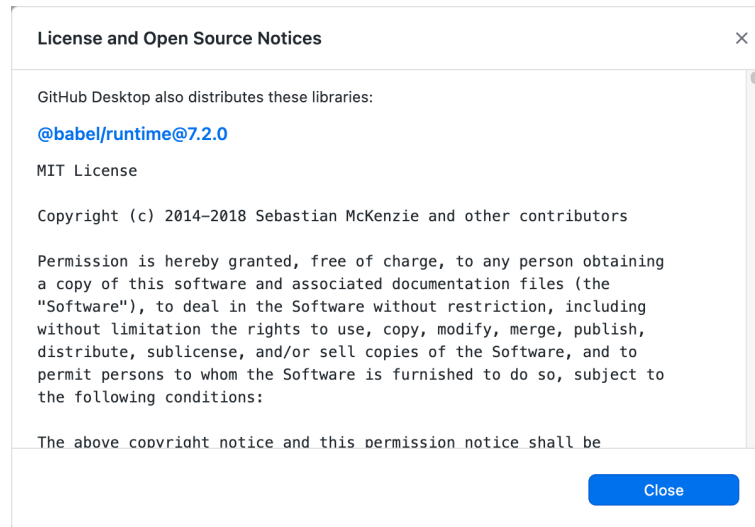 License and Open Source Notices
GitHub Desktop also distributes these libraries:
@babel/runtime@7.2.0
MIT License
Copyright (c) 2014–2018 Sebastian McKenzie and other contributors
Permission is hereby granted, free of charge, to any person obtaining
a copy of this software and associated documentation files (the
"Software"), to deal in the Software without restriction, including
without limitation the rights to use, copy, modify, merge, publish,
distribute, sublicense, and/or sell copies of the Software, and to
permit persons to whom the Software is furnished to do so, subject to
the following conditions:
The above copyright notice and this permission notice shall be
Close